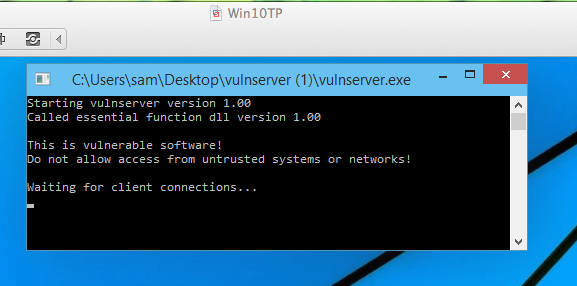 Win10TP
C:\Users\sam\Desktop\vulnserver (1)\vulnserver.exe
Starting vulnserver version 1.00
Called essential function dll version 1.00
This is vulnerable software!
Do not allow access from untrusted systems or networks!
Waiting for client connections...